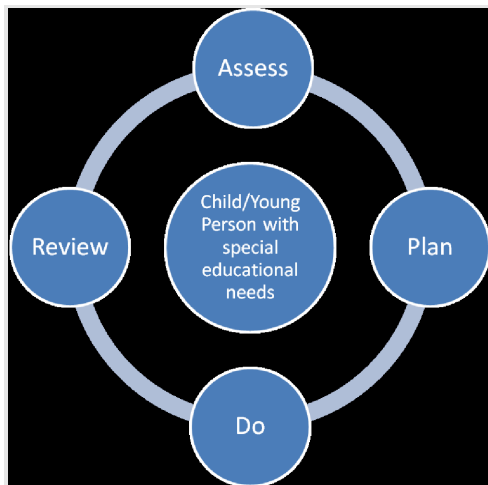 Assess
Child/Young
Person with
special
educational
needs
Review
Plan
Do